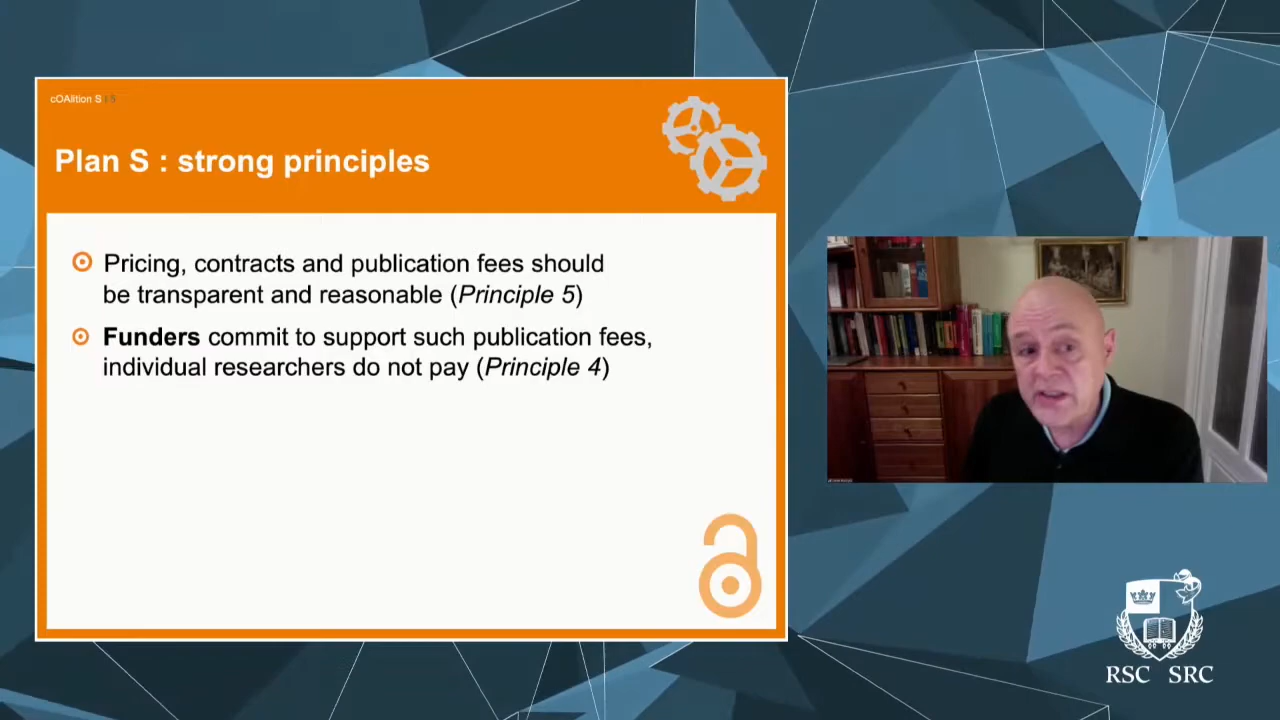 cOAlition S | 5
Plan S : strong principles
Pricing, contracts and publication fees should
be transparent and reasonable (Principle 5)
Funders commit to support such publication fees,
individual researchers do not pay (Principle 4)
RSC SRC